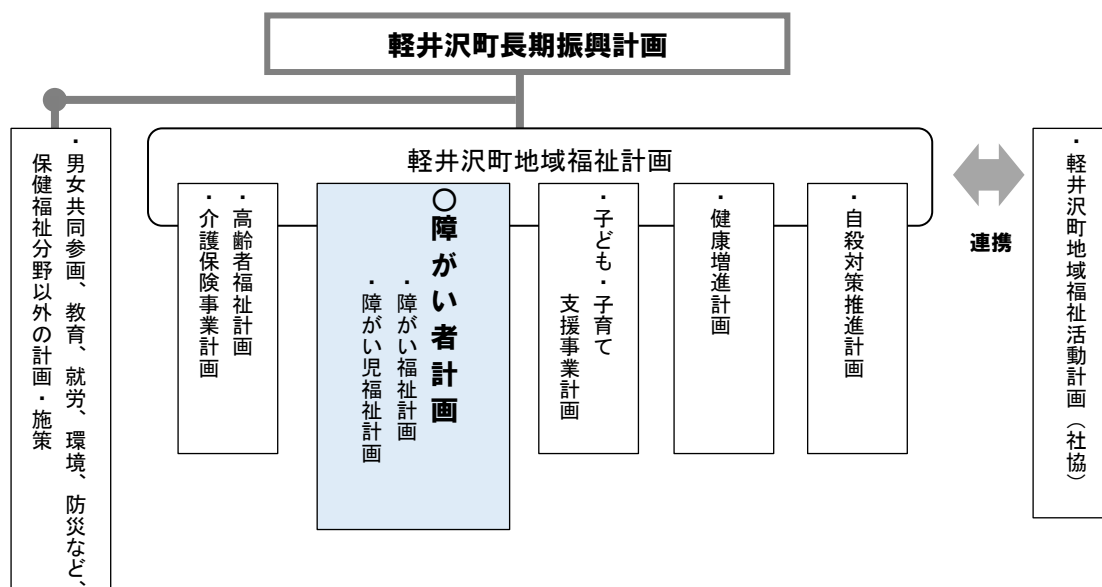 軽井沢町長期振興計画
軽井沢町地域福祉計画
・男女共同参画、教育、就労、環境、防災など、
保健福祉分野以外の計画・施策
・高齢者福祉計画
・介護保険事業計画
○障がい者計画
・障がい福祉計画
・障がい児福祉計画
・子ども・子育て
支援事業計画
・健康増進計画
・自殺対策推進計画
連携
・軽井沢町地域福祉活動計画（社協）